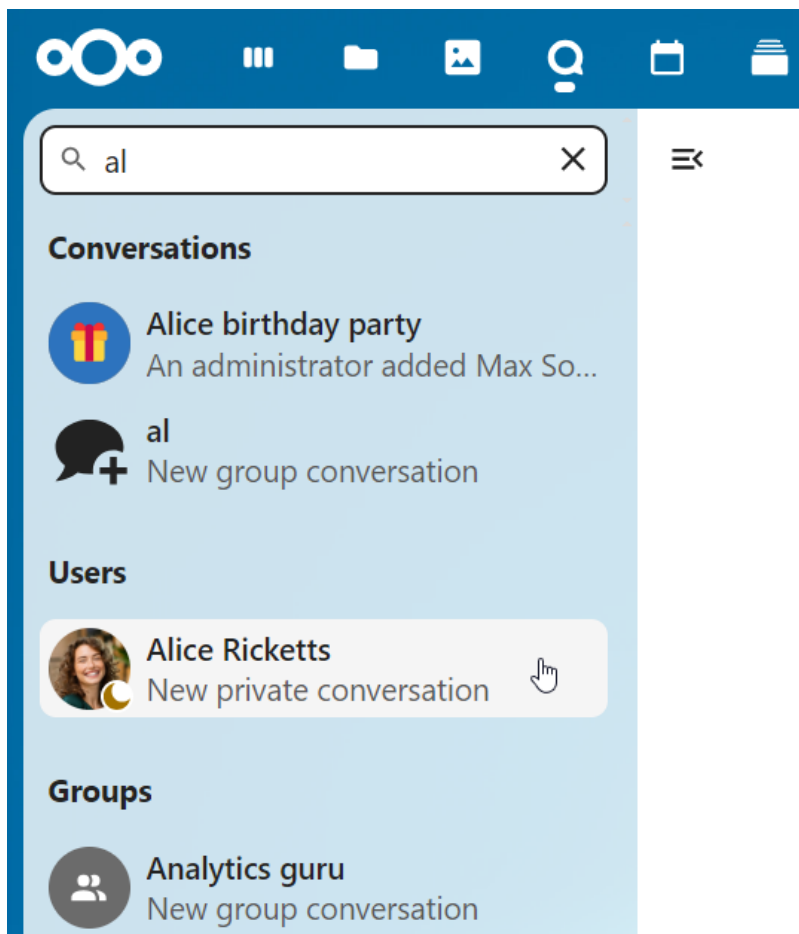 al
Conversations
Alice birthday party
An administrator added Max So...
al
New group conversation
Users
Alice Ricketts
New private conversation
Groups
Analytics guru
New group conversation